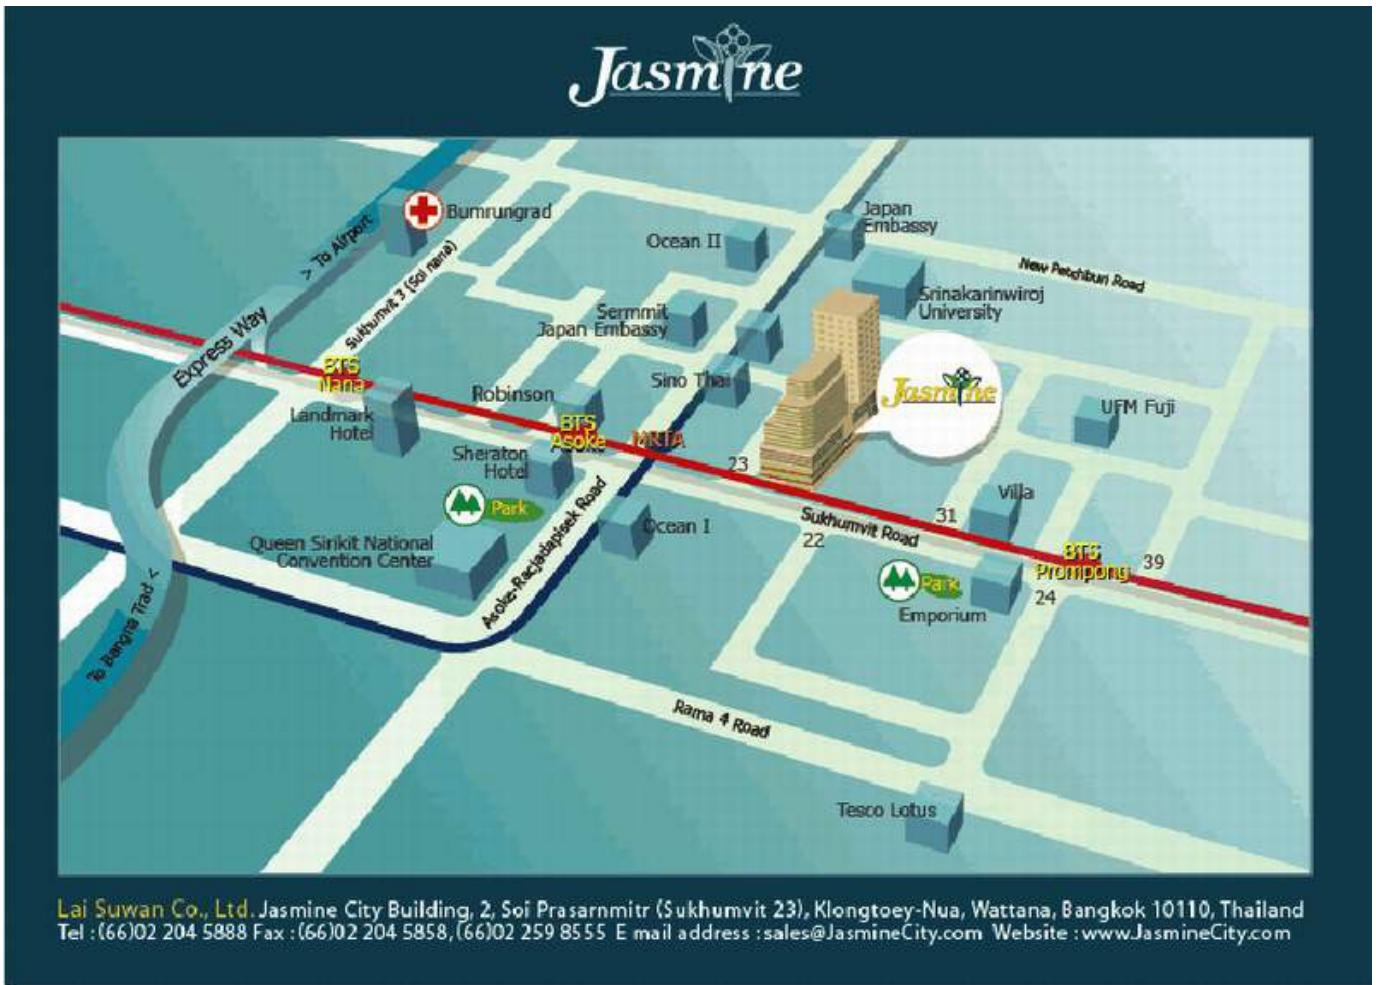 Jasmine
Bumrungrad
> To Airport
Sukhumvit 3 (Soi nana)
Express Way
Ocean II
Japan
Embassy
New Petchburi Road
Srinakarinwiroj
University
Sermmit
Japan Embassy
BTS
Nana
Landmark
Hotel
Robinson
Sino Thai
Jasmine
UFM Fuji
BTS
Asoke
MRTA
Sheraton
Hotel
23
Park
Villa
31
Sukhumvit Road
22
Ocean I
Asoke-Racjadapisek Road
Queen Sirikit National
Convention Center
BTS
Prompong
39
Park
24
Emporium
To Bangna Trad <
Rama 4 Road
Tesco Lotus
Lai Suwan Co., Ltd. Jasmine City Building, 2, Soi Prasarnmitr (Sukhumvit 23), Klongtoey-Nua, Wattana, Bangkok 10110, Thailand
Tel : (66)02 204 5888 Fax : (66)02 204 5858, (66)02 259 8555 E mail address : sales@JasmineCity.com Website : www.JasmineCity.com